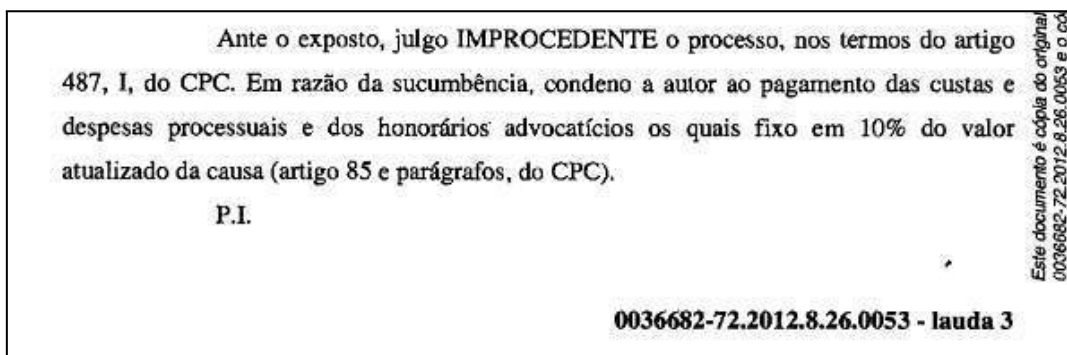 Ante o exposto, julgo IMPROCEDENTE o processo, nos termos do artigo
487, I, do CPC. Em razão da sucumbência, condeno a autor ao pagamento das custas e
despesas processuais e dos honorários advocatícios os quais fixo em 10% do valor
atualizado da causa (artigo 85 e parágrafos, do CPC).
P.I.
0036682-72.2012.8.26.0053 - lauda 3
Este documento é cópia do original
0036682-72.2012.8.26.0053 e o có